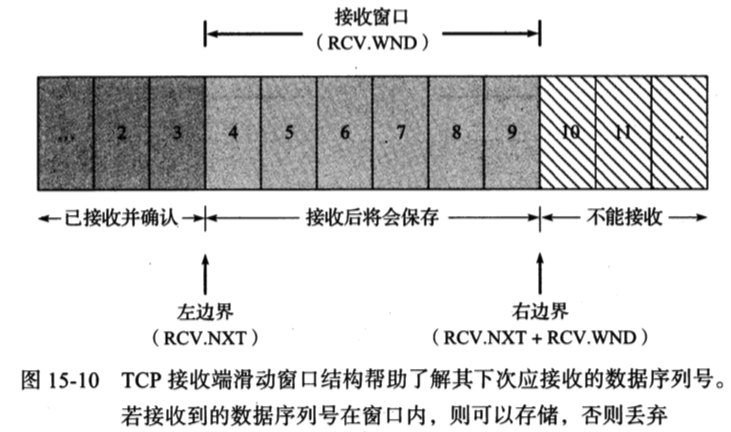 接收窗口
（RCV.WND）
... 2 3 4 5 6 7 8 9 10 11 ..
已接收并确认 接收后将会保存 不能接收
左边界 右边界
（RCV.NXT） （RCV.NXT + RCV.WND）
图 15-10 TCP 接收端滑动窗口结构帮助了解其下次应接收的数据序列号。
若接收到的数据序列号在窗口内，则可以存储，否则丢弃